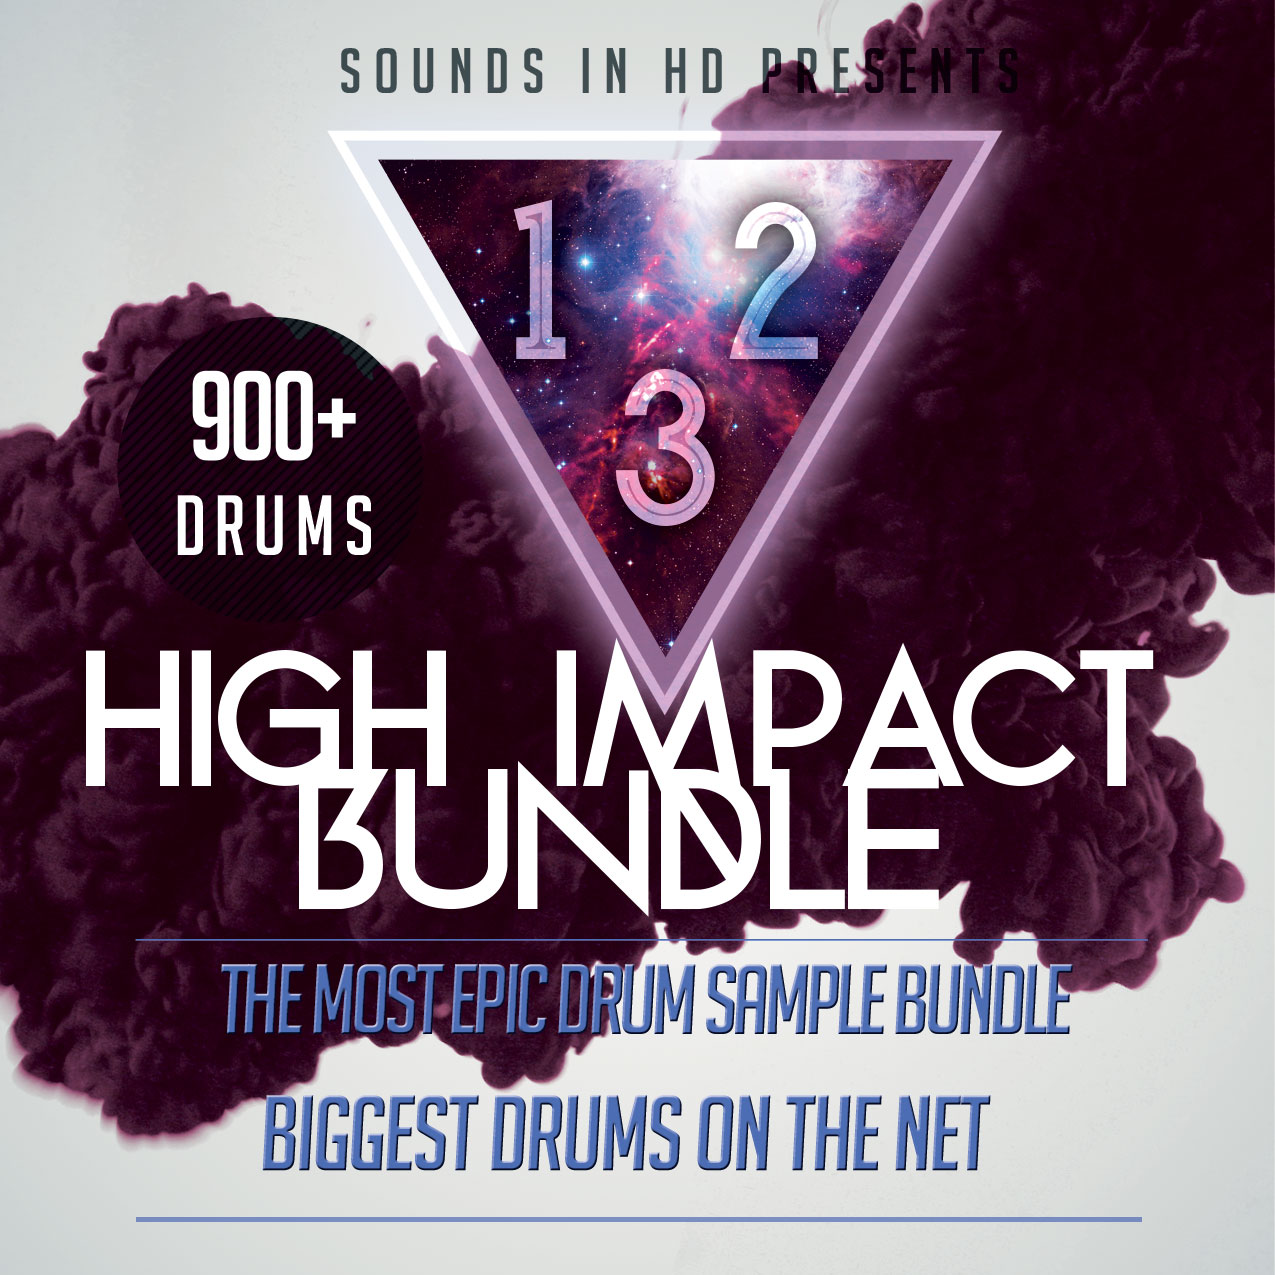 SOUNDS IN HD PRESENTS
1 2
3
900+
DRUMS
HIGH IMPACT
BUNDLE
THE MOST EPIC DRUM SAMPLE BUNDLE
BIGGEST DRUMS ON THE NET